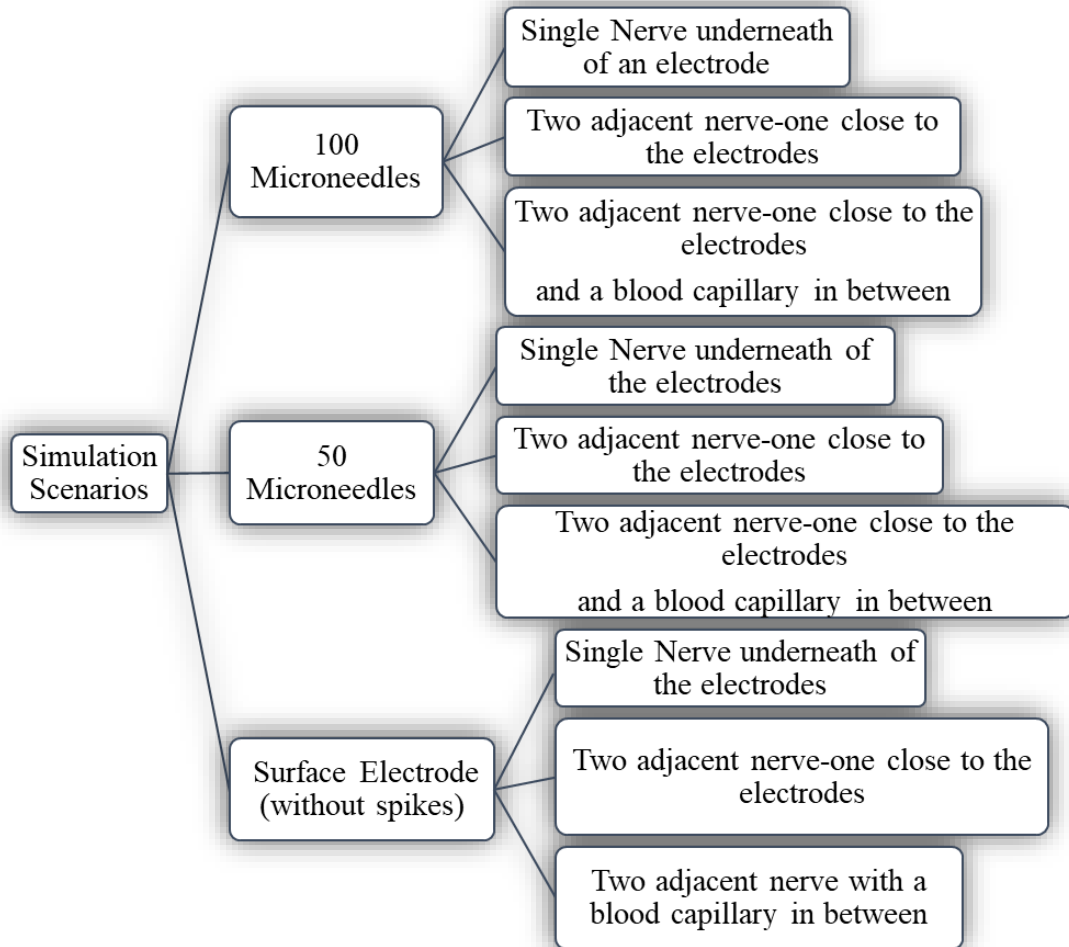 Simulation
Scenarios
100
Microneedles
Single Nerve underneath
of an electrode
Two adjacent nerve-one close to
the electrodes
Two adjacent nerve-one close to the
electrodes
and a blood capillary in between
50
Microneedles
Single Nerve underneath of
the electrodes
Two adjacent nerve-one close to
the electrodes
Two adjacent nerve-one close to the
electrodes
and a blood capillary in between
Surface Electrode
(without spikes)
Single Nerve underneath of
the electrodes
Two adjacent nerve-one close to the
electrodes
Two adjacent nerve with a
blood capillary in between